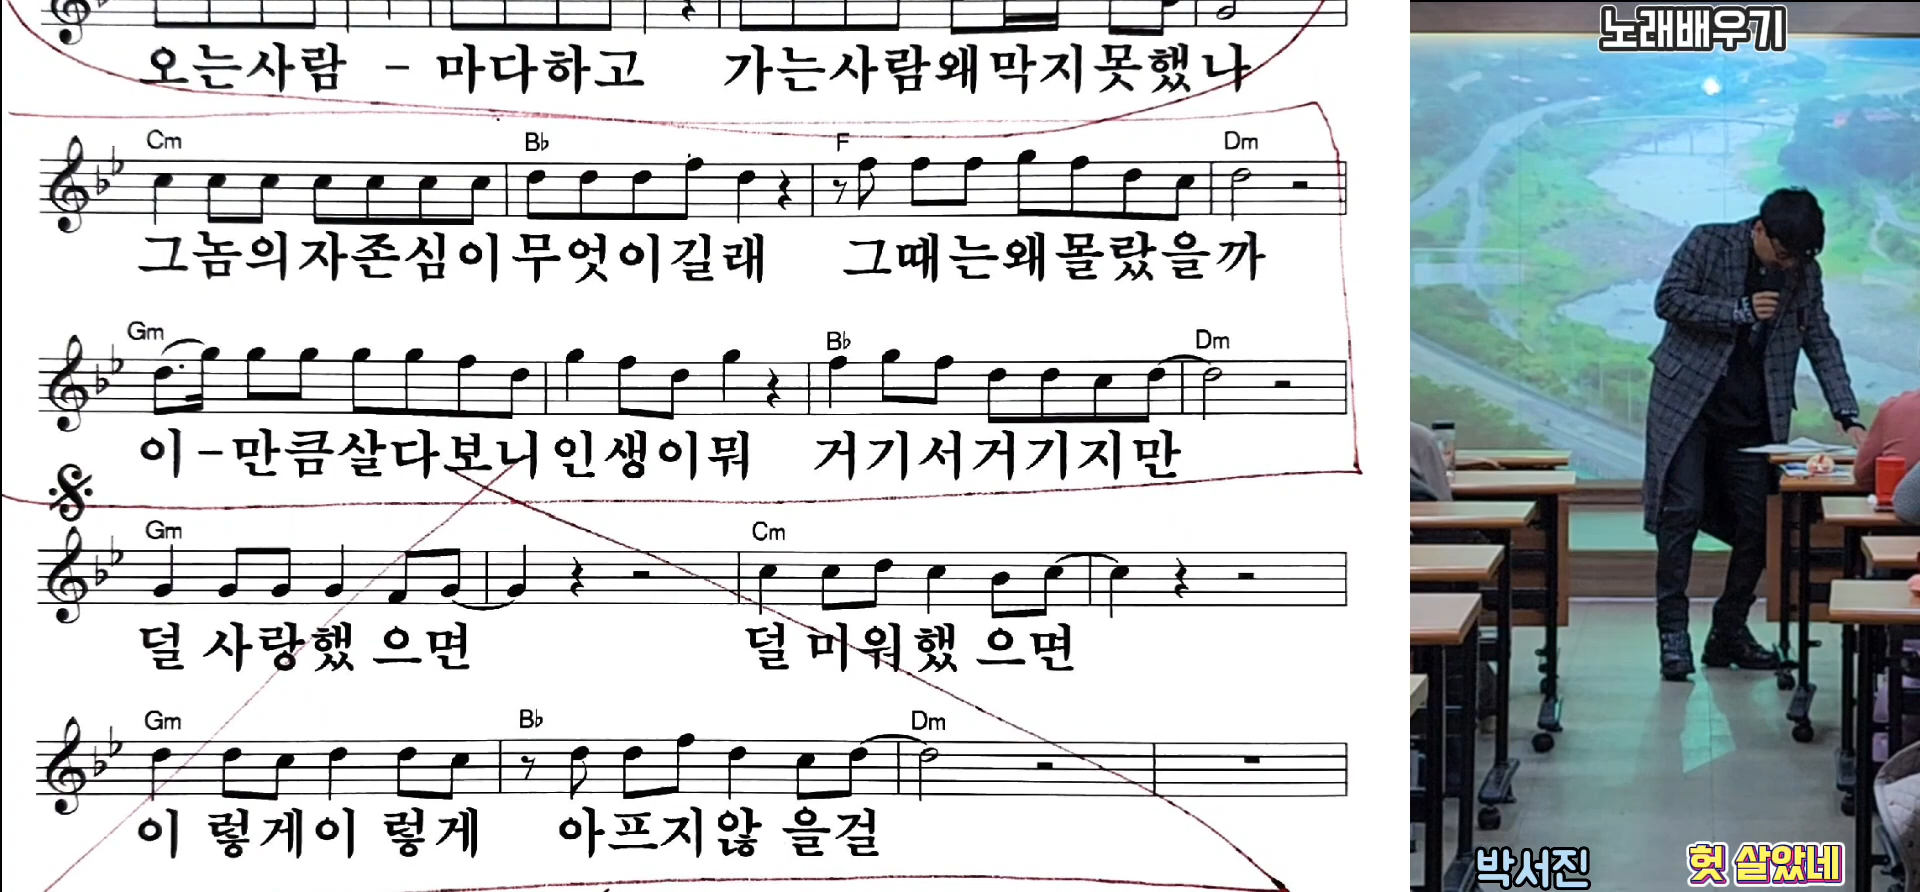 오는사람 - 마다하고 가는사람왜막지못했나
Cm B♭ F Dm
그놈의자존심이무엇이길래 그때는왜몰랐을까
Gm B♭ Dm
이-만큼살다보니인생이뭐 거기서거기지만
Gm Cm
덜 사랑했 으면 덜 미워했 으면
Gm B♭ Dm
이 렇게이 렇게 아프지않 을걸
노래배우기
박서진 헛 살았네